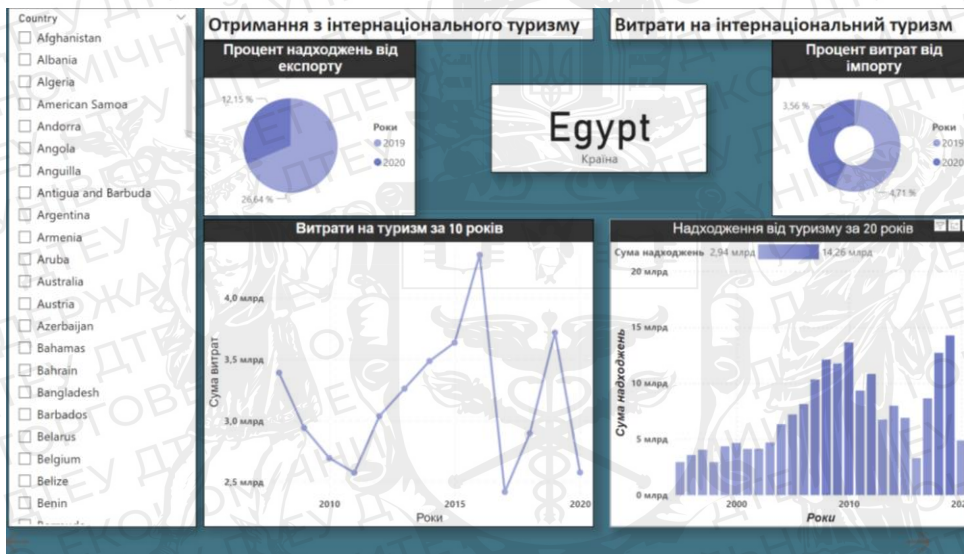 Country
Afghanistan
Albania
Algeria
American Samoa
Andorra
Angola
Anguilla
Antigua and Barbuda
Argentina
Armenia
Aruba
Australia
Austria
Azerbaijan
Bahamas
Bahrain
Bangladesh
Barbados
Belarus
Belgium
Belize
Benin
Отримання з інтернаціонального туризму
Витрати на інтернаціональний туризм
Процент надходжень від
експорту
12,15 %
26,64 %
Роки
2019
2020
Egypt
Країна
Процент витрат від
імпорту
3,56 %
4,71 %
Роки
2019
2020
Витрати на туризм за 10 років
Сума витрат
4,0 млрд
3,5 млрд
3,0 млрд
2,5 млрд
2010
2015
2020
Роки
Надходження від туризму за 20 років
Сума надходжень 2,94 млрд 14,26 млрд
Сума надходжень
20 млрд
15 млрд
10 млрд
5 млрд
0 млрд
2000
2010
Роки